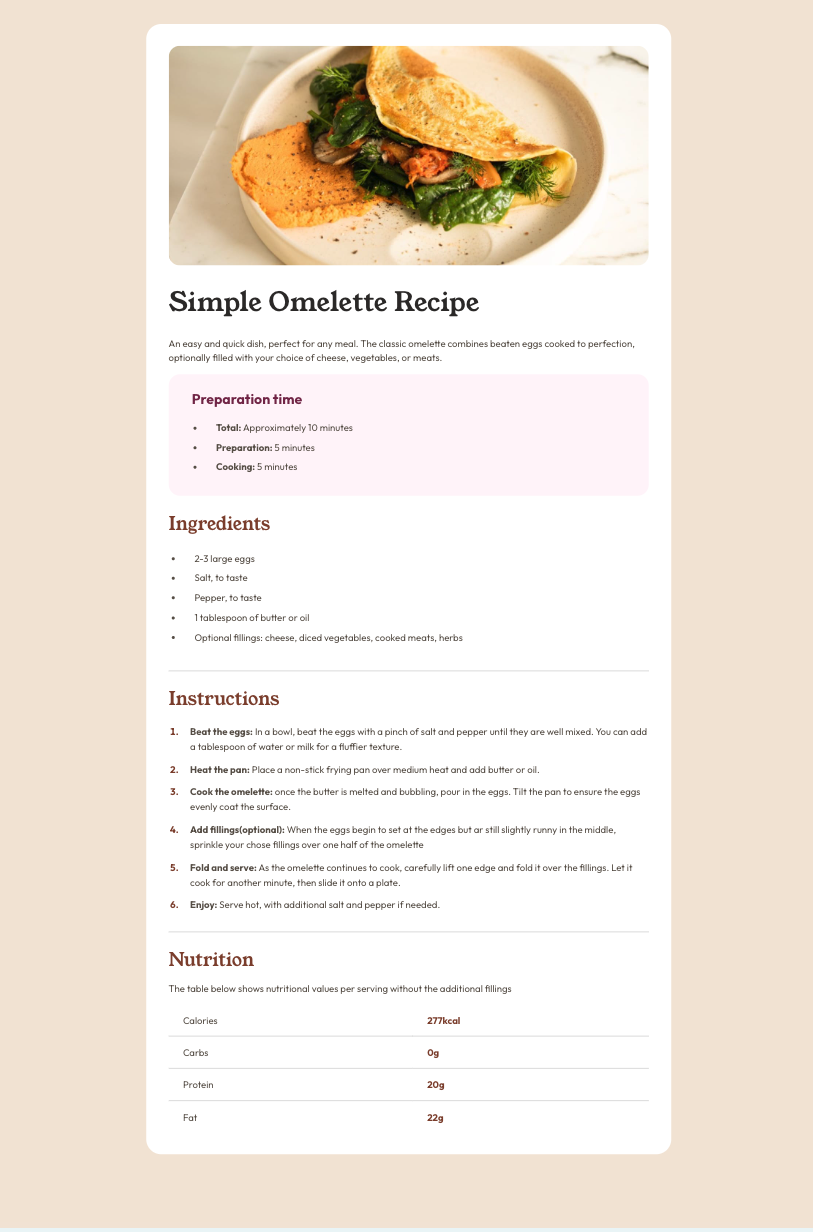 Simple Omelette Recipe
An easy and quick dish, perfect for any meal. The classic omelette combines beaten eggs cooked to perfection,
optionally filled with your choice of cheese, vegetables, or meats.
Preparation time
• Total: Approximately 10 minutes
• Preparation: 5 minutes
• Cooking: 5 minutes
Ingredients
• 2-3 large eggs
• Salt, to taste
• Pepper, to taste
• 1 tablespoon of butter or oil
• Optional fillings: cheese, diced vegetables, cooked meats, herbs
Instructions
1. Beat the eggs: In a bowl, beat the eggs with a pinch of salt and pepper until they are well mixed. You can add
a tablespoon of water or milk for a fluffier texture.
2. Heat the pan: Place a non-stick frying pan over medium heat and add butter or oil.
3. Cook the omelette: once the butter is melted and bubbling, pour in the eggs. Tilt the pan to ensure the eggs
evenly coat the surface.
4. Add fillings(optional): When the eggs begin to set at the edges but ar still slightly runny in the middle,
sprinkle your chose fillings over one half of the omelette
5. Fold and serve: As the omelette continues to cook, carefully lift one edge and fold it over the fillings. Let it
cook for another minute, then slide it onto a plate.
6. Enjoy: Serve hot, with additional salt and pepper if needed.
Nutrition
The table below shows nutritional values per serving without the additional fillings
Calories 277kcal
Carbs 0g
Protein 20g
Fat 22g